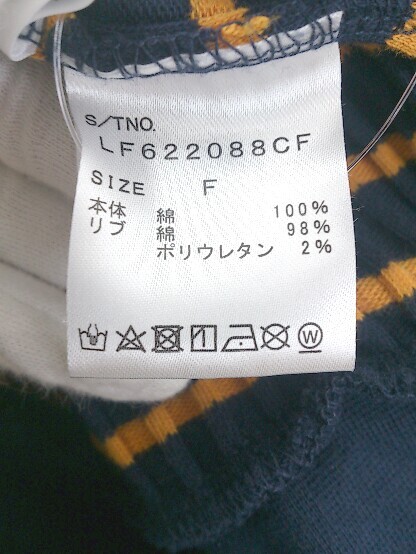 S/TNO.
LF622088CF
SIZE F
本体 綿 100%
リブ 綿 98%
ポリウレタン 2%
W